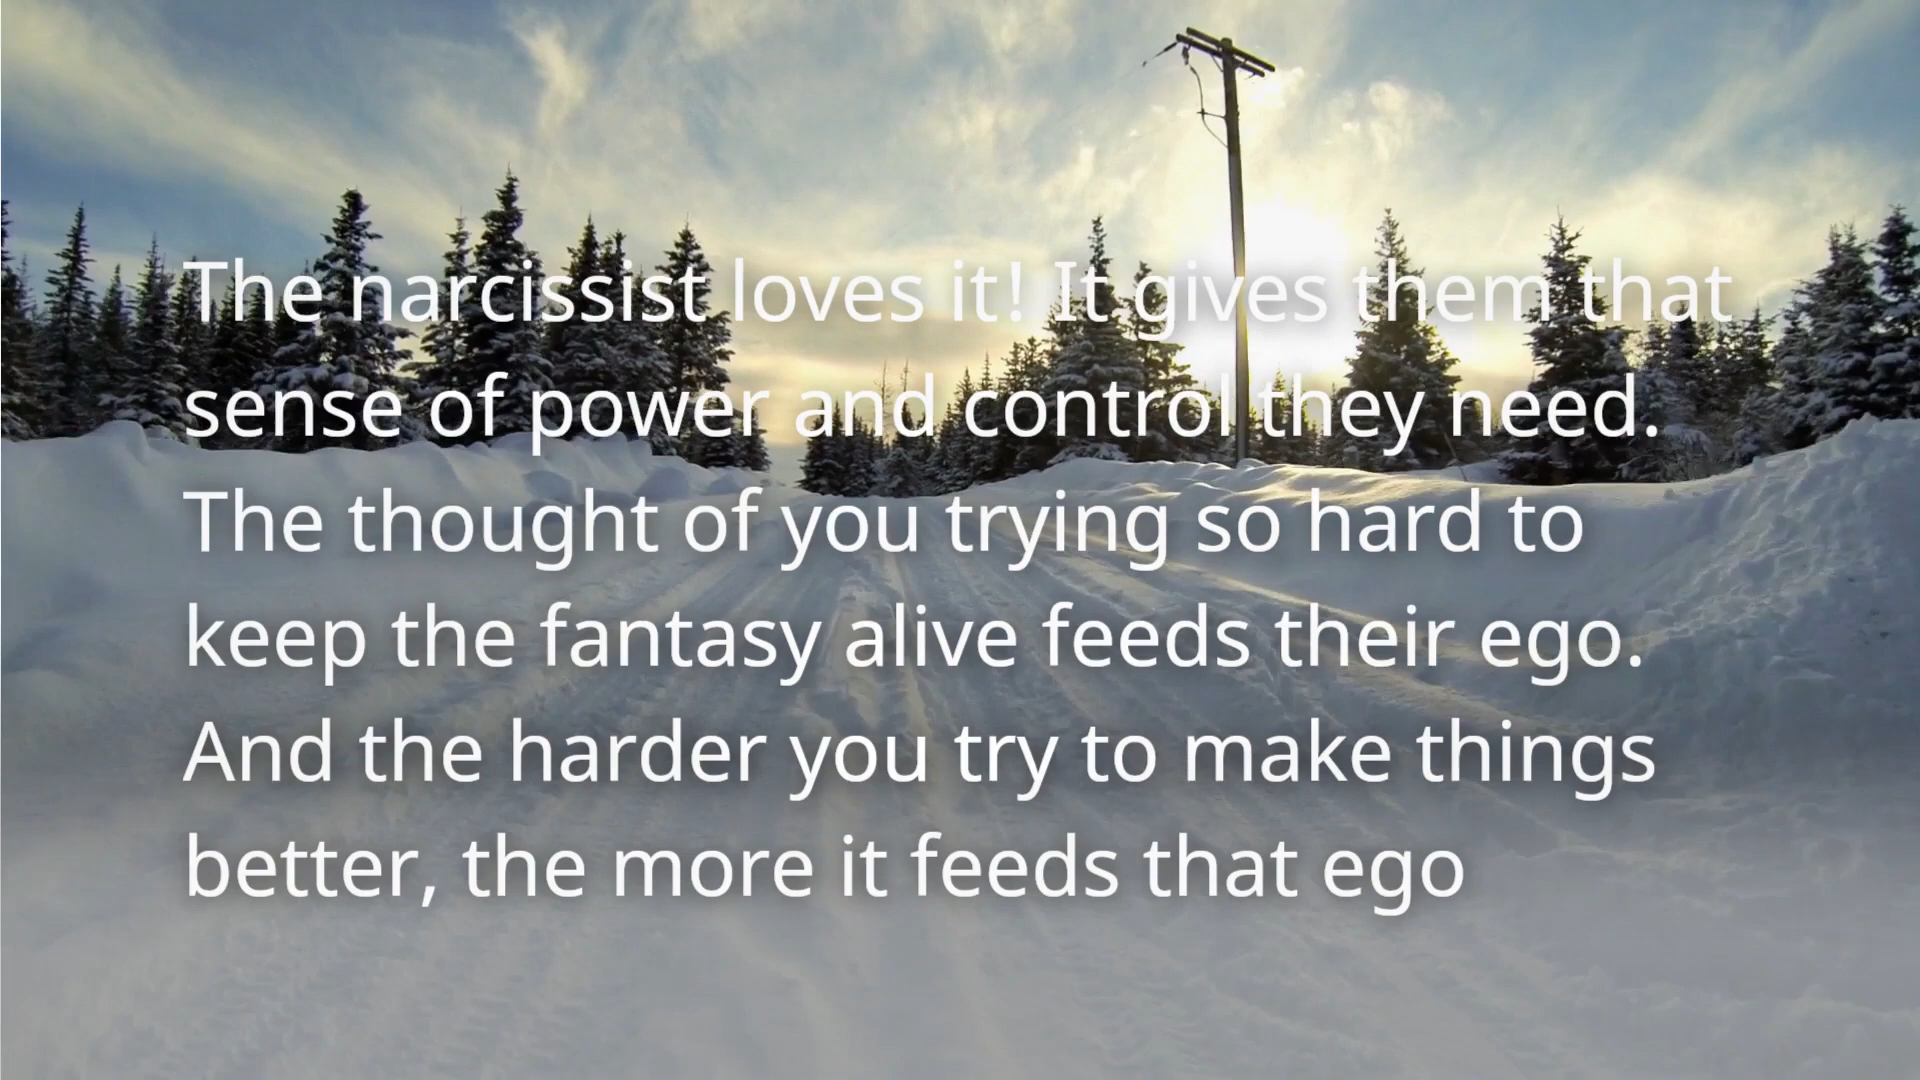 The narcissist loves it! It gives them that
sense of power and control they need.
The thought of you trying so hard to
keep the fantasy alive feeds their ego.
And the harder you try to make things
better, the more it feeds that ego